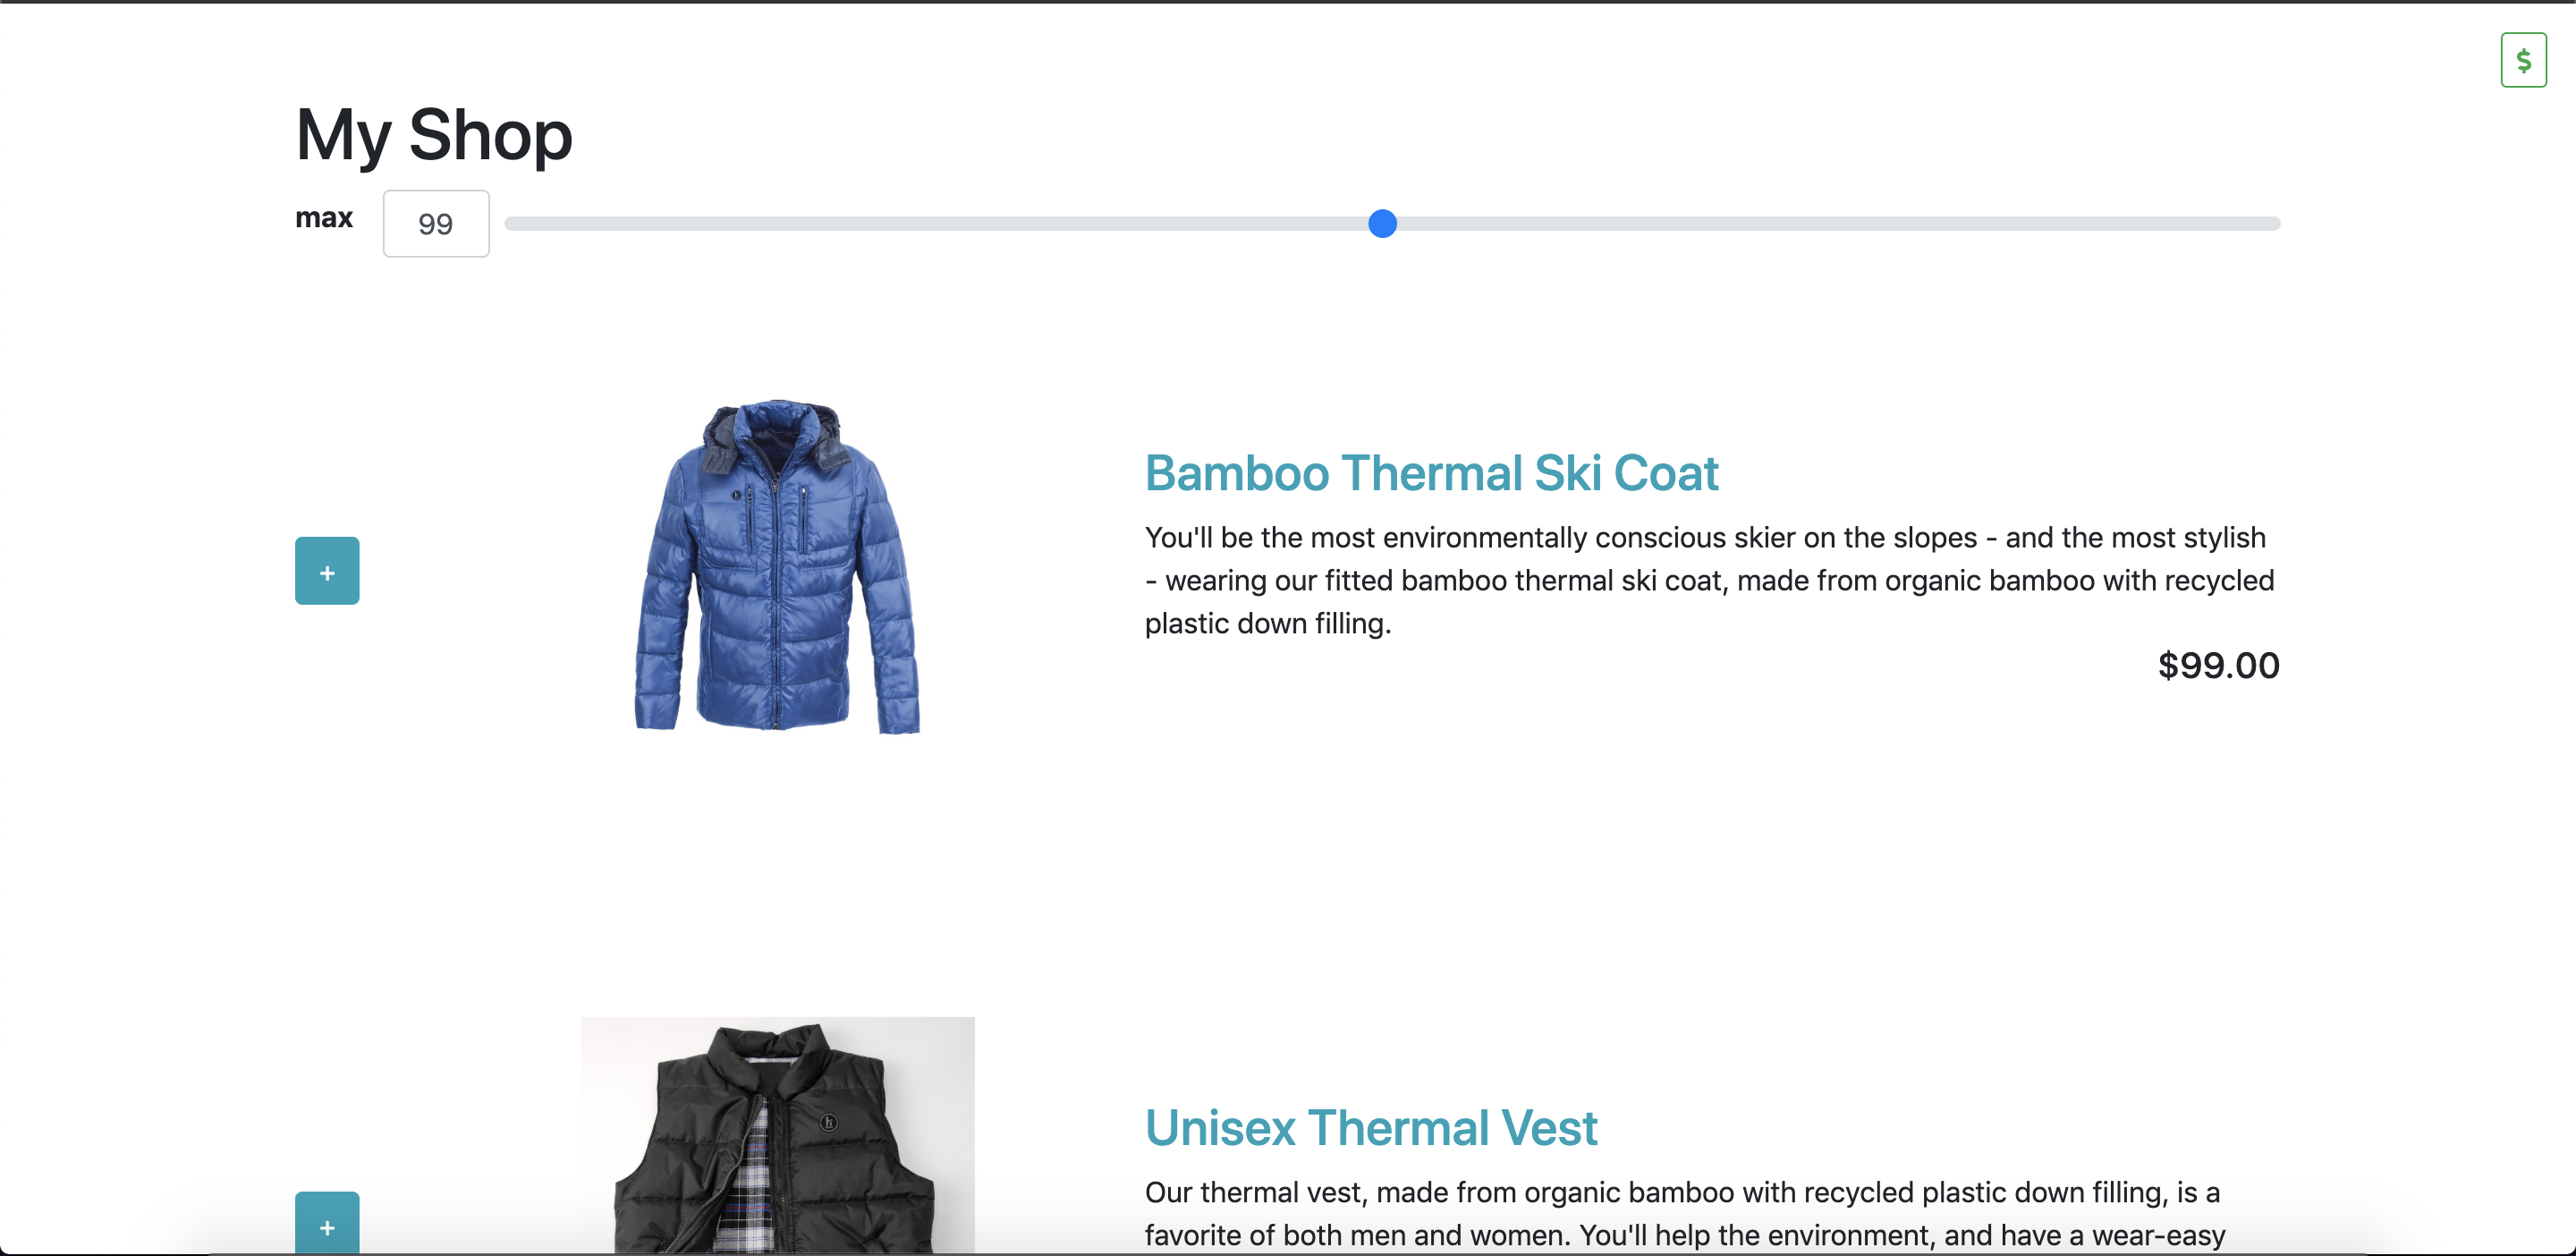 $
My Shop
max 99
Bamboo Thermal Ski Coat
You'll be the most environmentally conscious skier on the slopes - and the most stylish
- wearing our fitted bamboo thermal ski coat, made from organic bamboo with recycled
plastic down filling.
+
$99.00
Unisex Thermal Vest
Our thermal vest, made from organic bamboo with recycled plastic down filling, is a
+
favorite of both men and women. You'll help the environment, and have a wear-easy